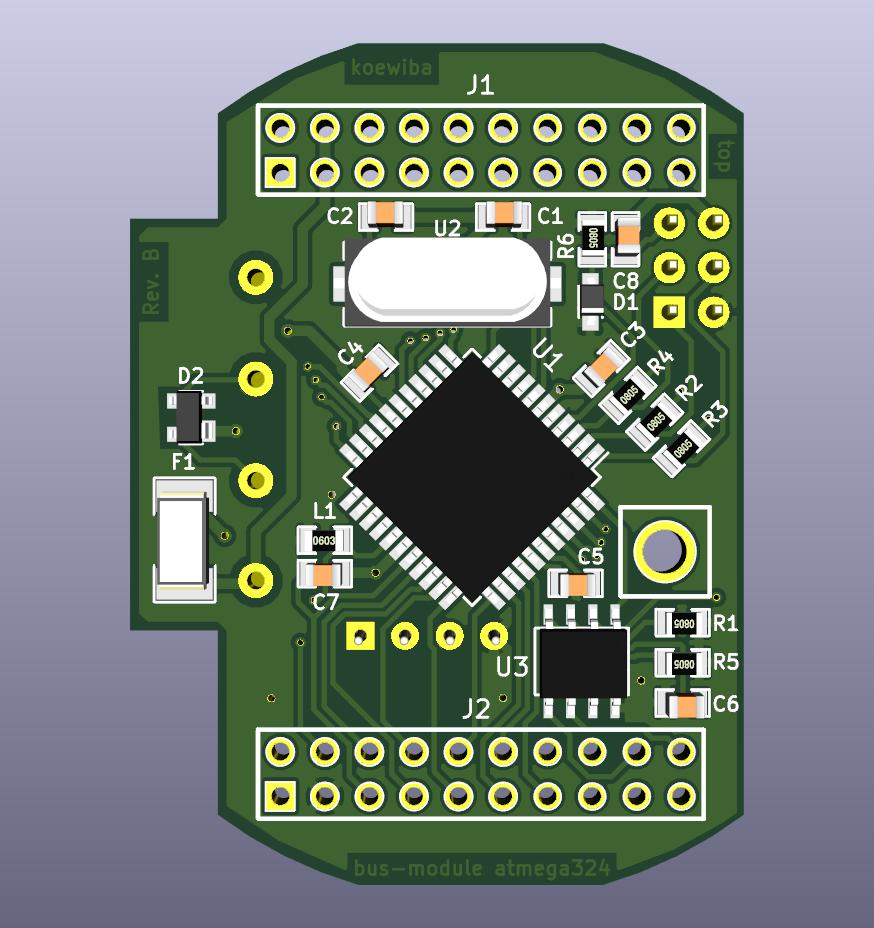 koewiba
J1
top
C2
C1
U2
R6
C8
D1
Rev. B
C4
U1
C3
R4
R2
R3
0805
0805
0805
0805
D2
F1
L1
0603
C7
C5
R1
0805
U3
R5
0805
C6
J2
bus-module atmega324